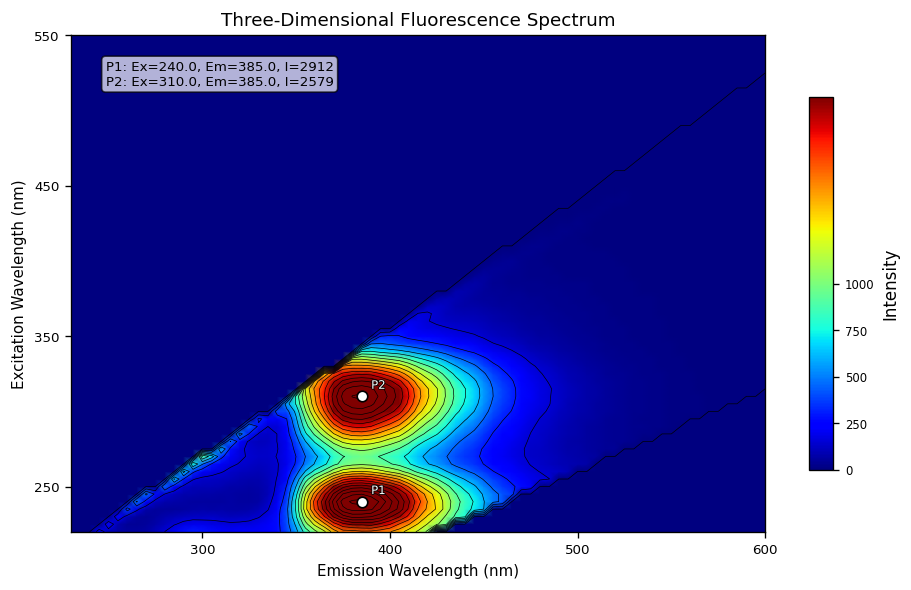 Three-Dimensional Fluorescence Spectrum
550
450
350
250
Excitation Wavelength (nm)
P1: Ex=240.0, Em=385.0, I=2912
P2: Ex=310.0, Em=385.0, I=2579
P2
P1
300
400
500
600
Emission Wavelength (nm)
1000
750
500
250
0
Intensity